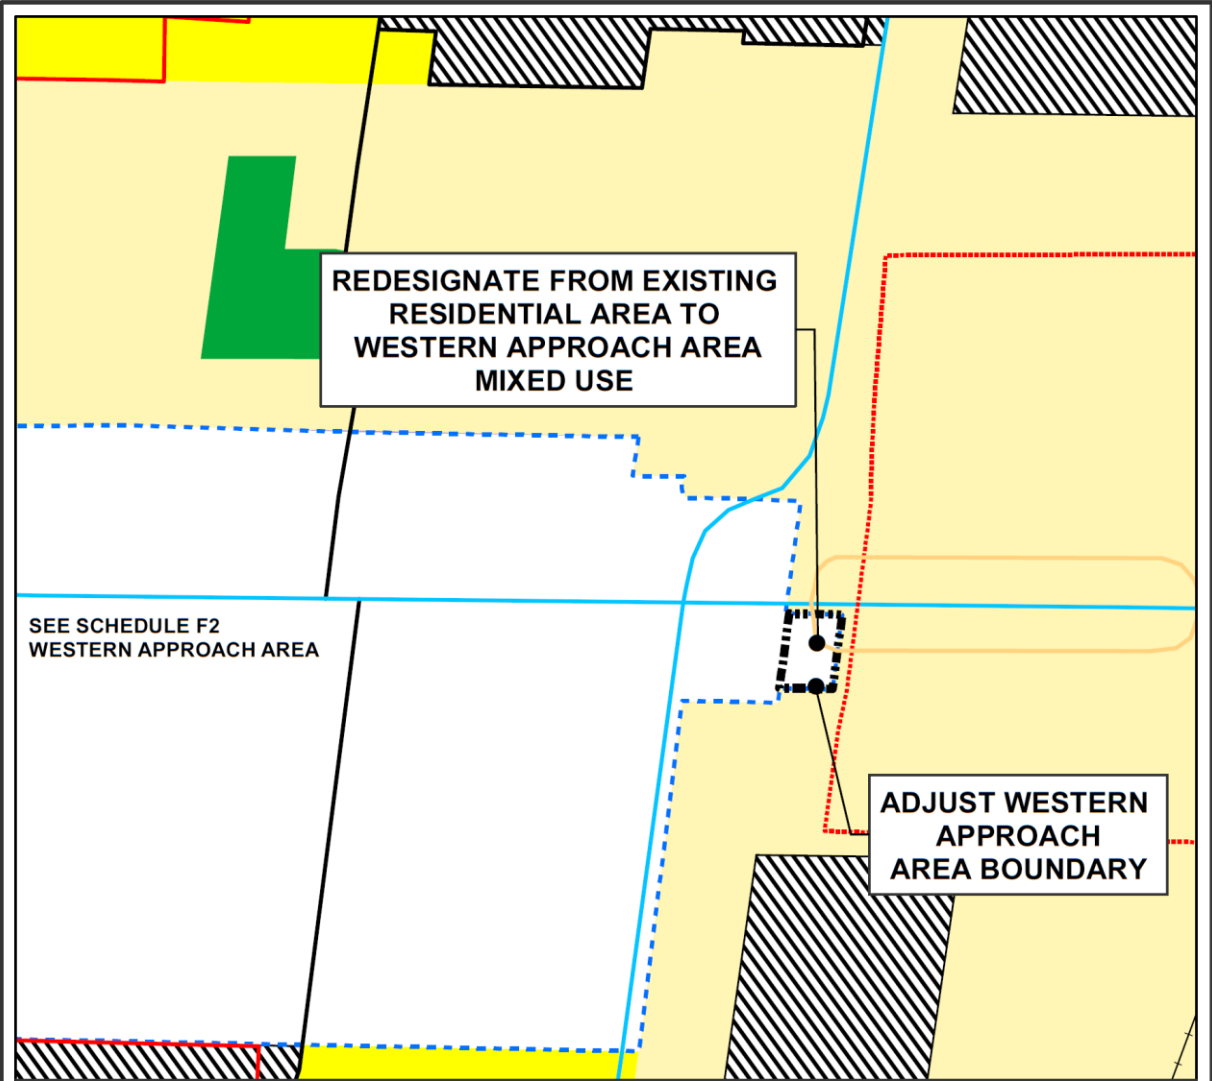 REDESIGNATE FROM EXISTING
RESIDENTIAL AREA TO
WESTERN APPROACH AREA
MIXED USE
SEE SCHEDULE F2
WESTERN APPROACH AREA
ADJUST WESTERN
APPROACH
AREA BOUNDARY